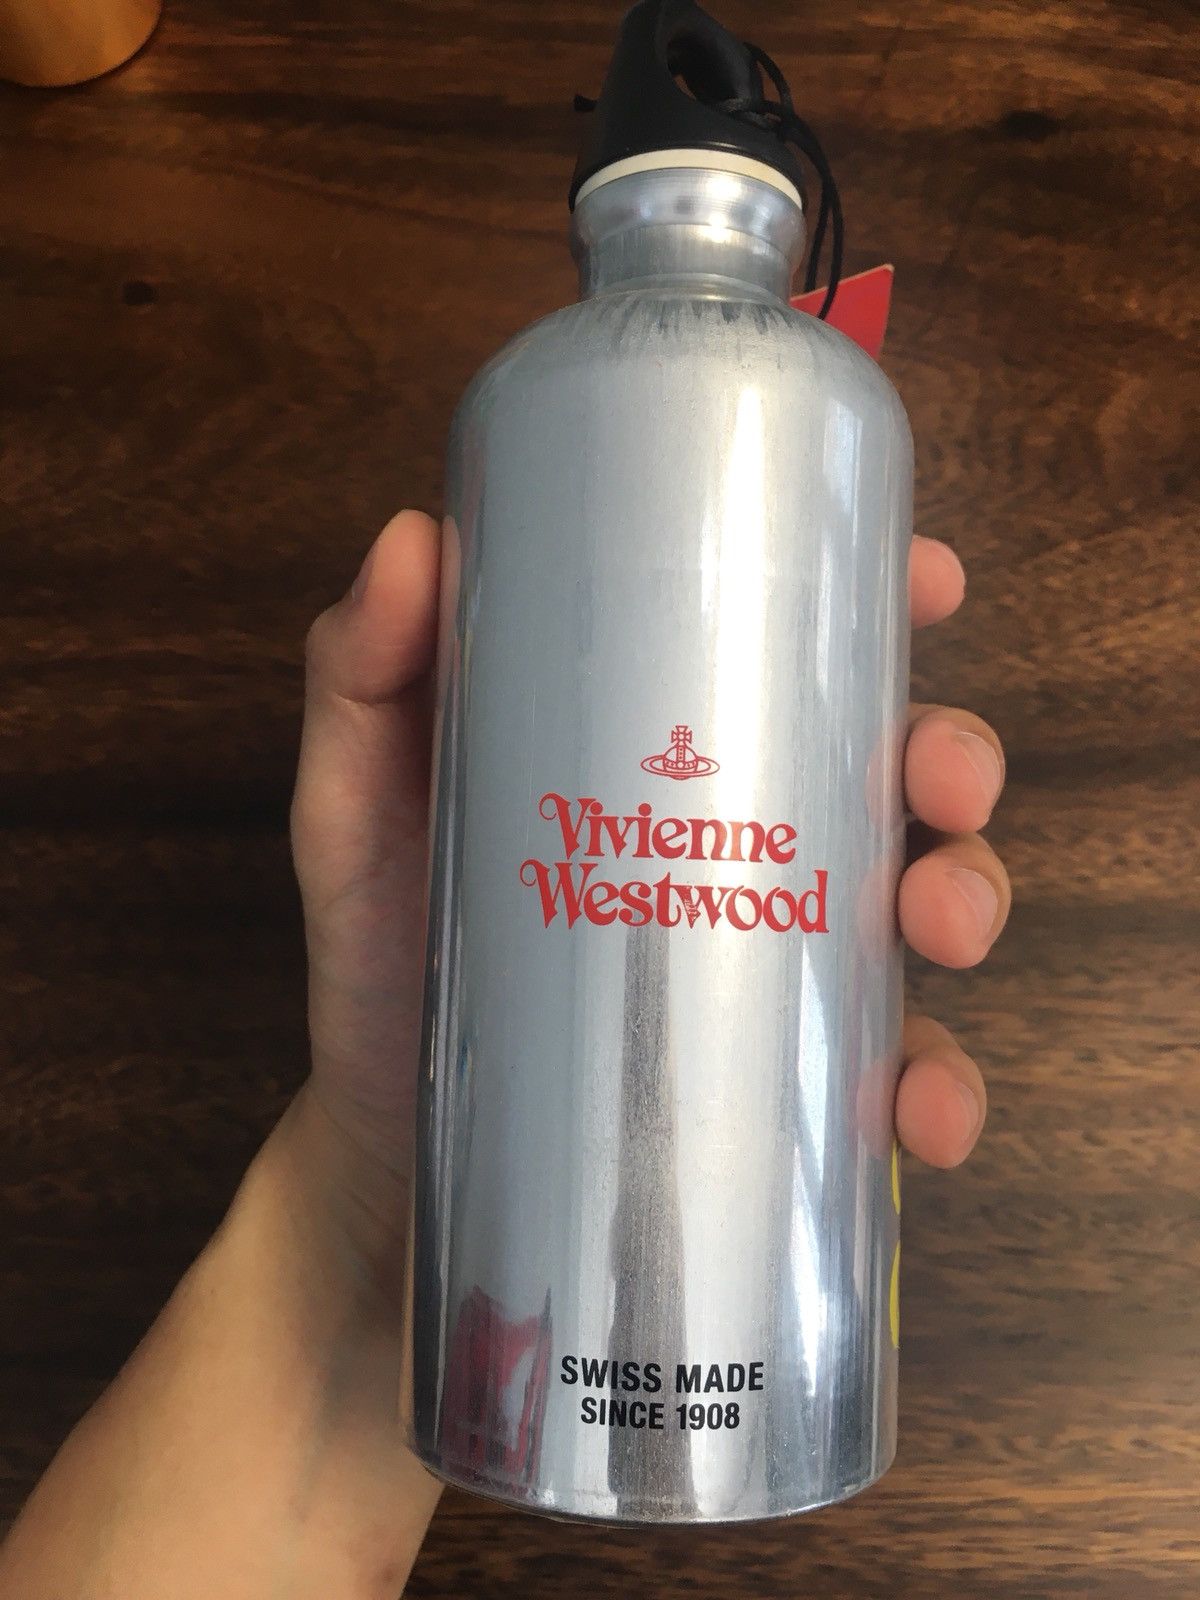 Vivienne
Westwood
SWISS MADE
SINCE 1908